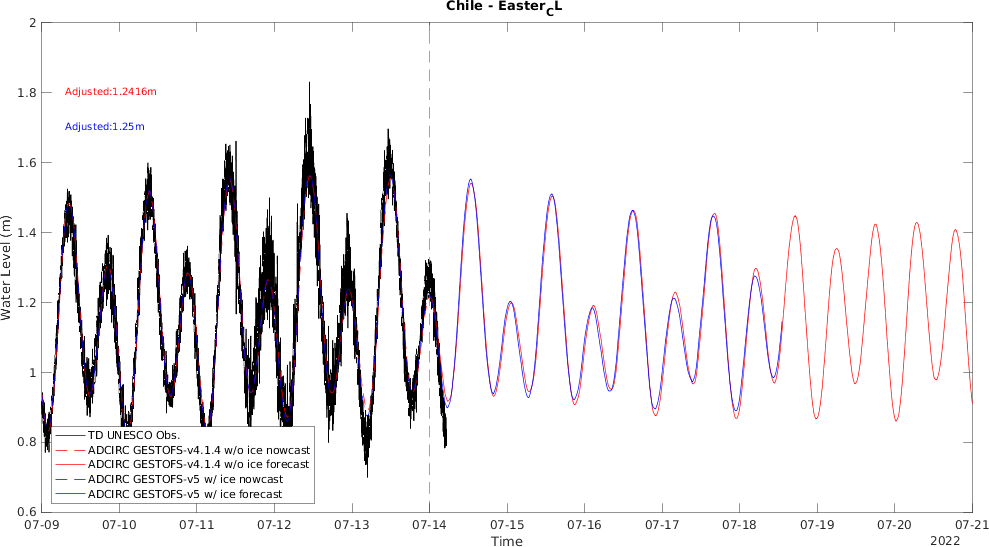 Chile - Easter_CL
2
1.8
1.6
1.4
1.2
1
0.8
0.6
Water Level (m)
Adjusted:1.2416m
Adjusted:1.25m
TD UNESCO Obs.
ADCIRC GESTOFS-v4.1.4 w/o ice nowcast
ADCIRC GESTOFS-v4.1.4 w/o ice forecast
ADCIRC GESTOFS-v5 w/ ice nowcast
ADCIRC GESTOFS-v5 w/ ice forecast
07-09 07-10 07-11 07-12 07-13 07-14 07-15 07-16 07-17 07-18 07-19 07-20 07-21
Time
2022